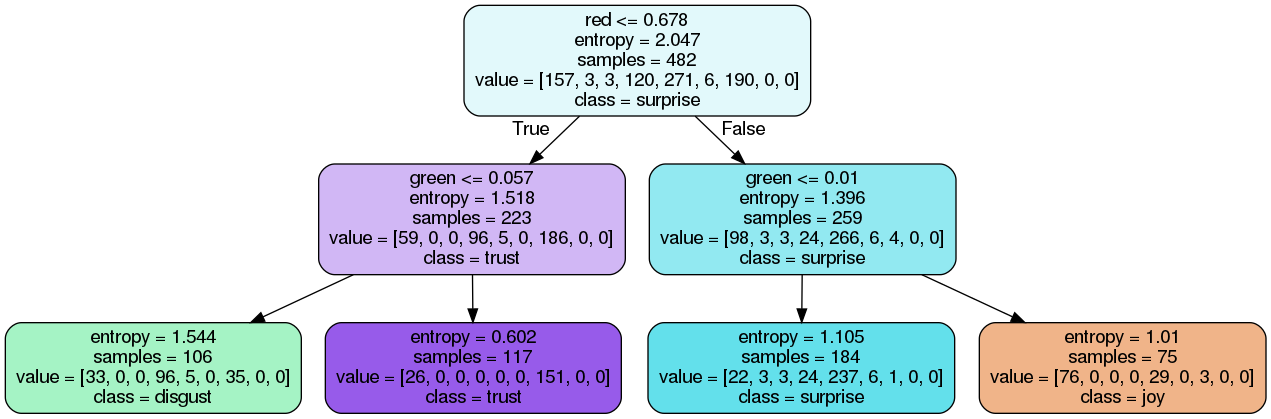 red <= 0.678
entropy = 2.047
samples = 482
value = [157, 3, 3, 120, 271, 6, 190, 0, 0]
class = surprise
True
False
green <= 0.057
entropy = 1.518
samples = 223
value = [59, 0, 0, 96, 5, 0, 186, 0, 0]
class = trust
green <= 0.01
entropy = 1.396
samples = 259
value = [98, 3, 3, 24, 266, 6, 4, 0, 0]
class = surprise
entropy = 1.544
samples = 106
value = [33, 0, 0, 96, 5, 0, 35, 0, 0]
class = disgust
entropy = 0.602
samples = 117
value = [26, 0, 0, 0, 0, 0, 151, 0, 0]
class = trust
entropy = 1.105
samples = 184
value = [22, 3, 3, 24, 237, 6, 1, 0, 0]
class = surprise
entropy = 1.01
samples = 75
value = [76, 0, 0, 0, 29, 0, 3, 0, 0]
class = joy